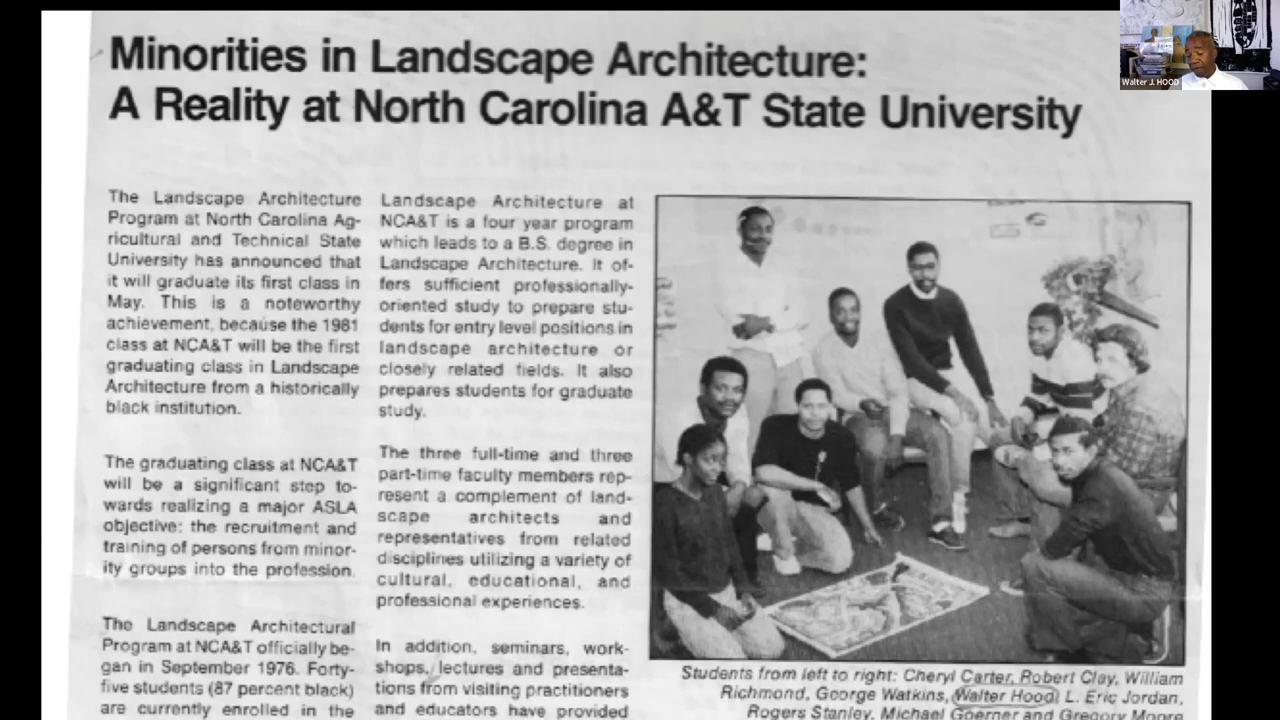 Minorities in Landscape Architecture:
A Reality at North Carolina A&T State University
The Landscape Architecture
Program at North Carolina Ag-
ricultural and Technical State
University has announced that
it will graduate its first class in
May. This is a noteworthy
achievement, because the 1981
class at NCA&T will be the first
graduating class in Landscape
Architecture from a historically
black institution.
The graduating class at NCA&T
will be a significant step to-
wards realizing a major ASLA
objective: the recruitment and
training of persons from minor-
ity groups into the profession.
The Landscape Architectural
Program at NCA&T officially be-
gan in September 1976. Forty-
five students (87 percent black)
are currently enrolled in the
Landscape Architecture at
NCA&T is a four year program
which leads to a B.S. degree in
Landscape Architecture. It of-
fers sufficient professionally-
oriented study to prepare stu-
dents for entry level positions in
landscape architecture or
closely related fields. It also
prepares students for graduate
study.
The three full-time and three
part-time faculty members rep-
resent a complement of land-
scape architects and
representatives from related
disciplines utilizing a variety of
cultural, educational, and
professional experiences.
In addition, seminars, work-
shops, lectures and presenta-
tions from visiting practitioners
and educators have provided
Students from left to right: Cheryl Carter, Robert Clay, William
Richmond, George Watkins, Walter Hood, L. Eric Jordan,
Rogers Stanley, Michael Goerner and Gregory Moore
Walter J. HOOD